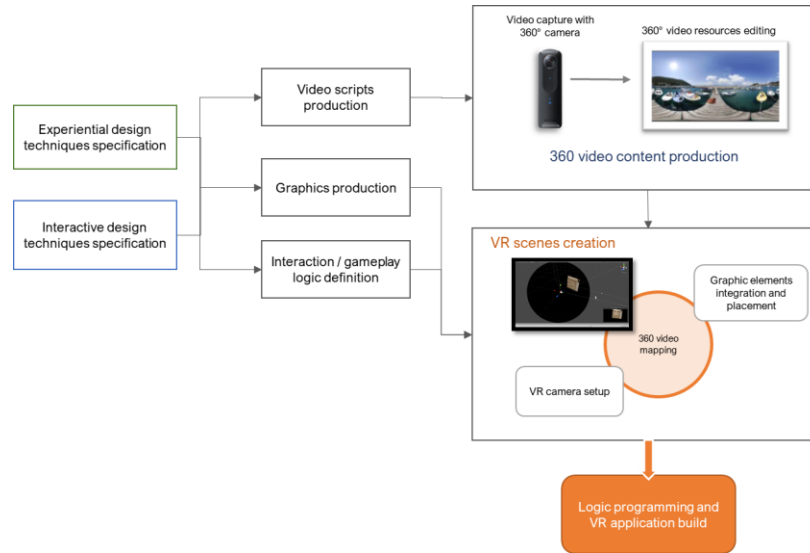 Video capture with
360° camera
360° video resources editing
360 video content production
Video scripts
production
Experiential design
techniques specification
Graphics production
Interactive design
techniques specification
Interaction / gameplay
logic definition
VR scenes creation
Graphic elements
integration and
placement
360 video
mapping
VR camera setup
Logic programming and
VR application build